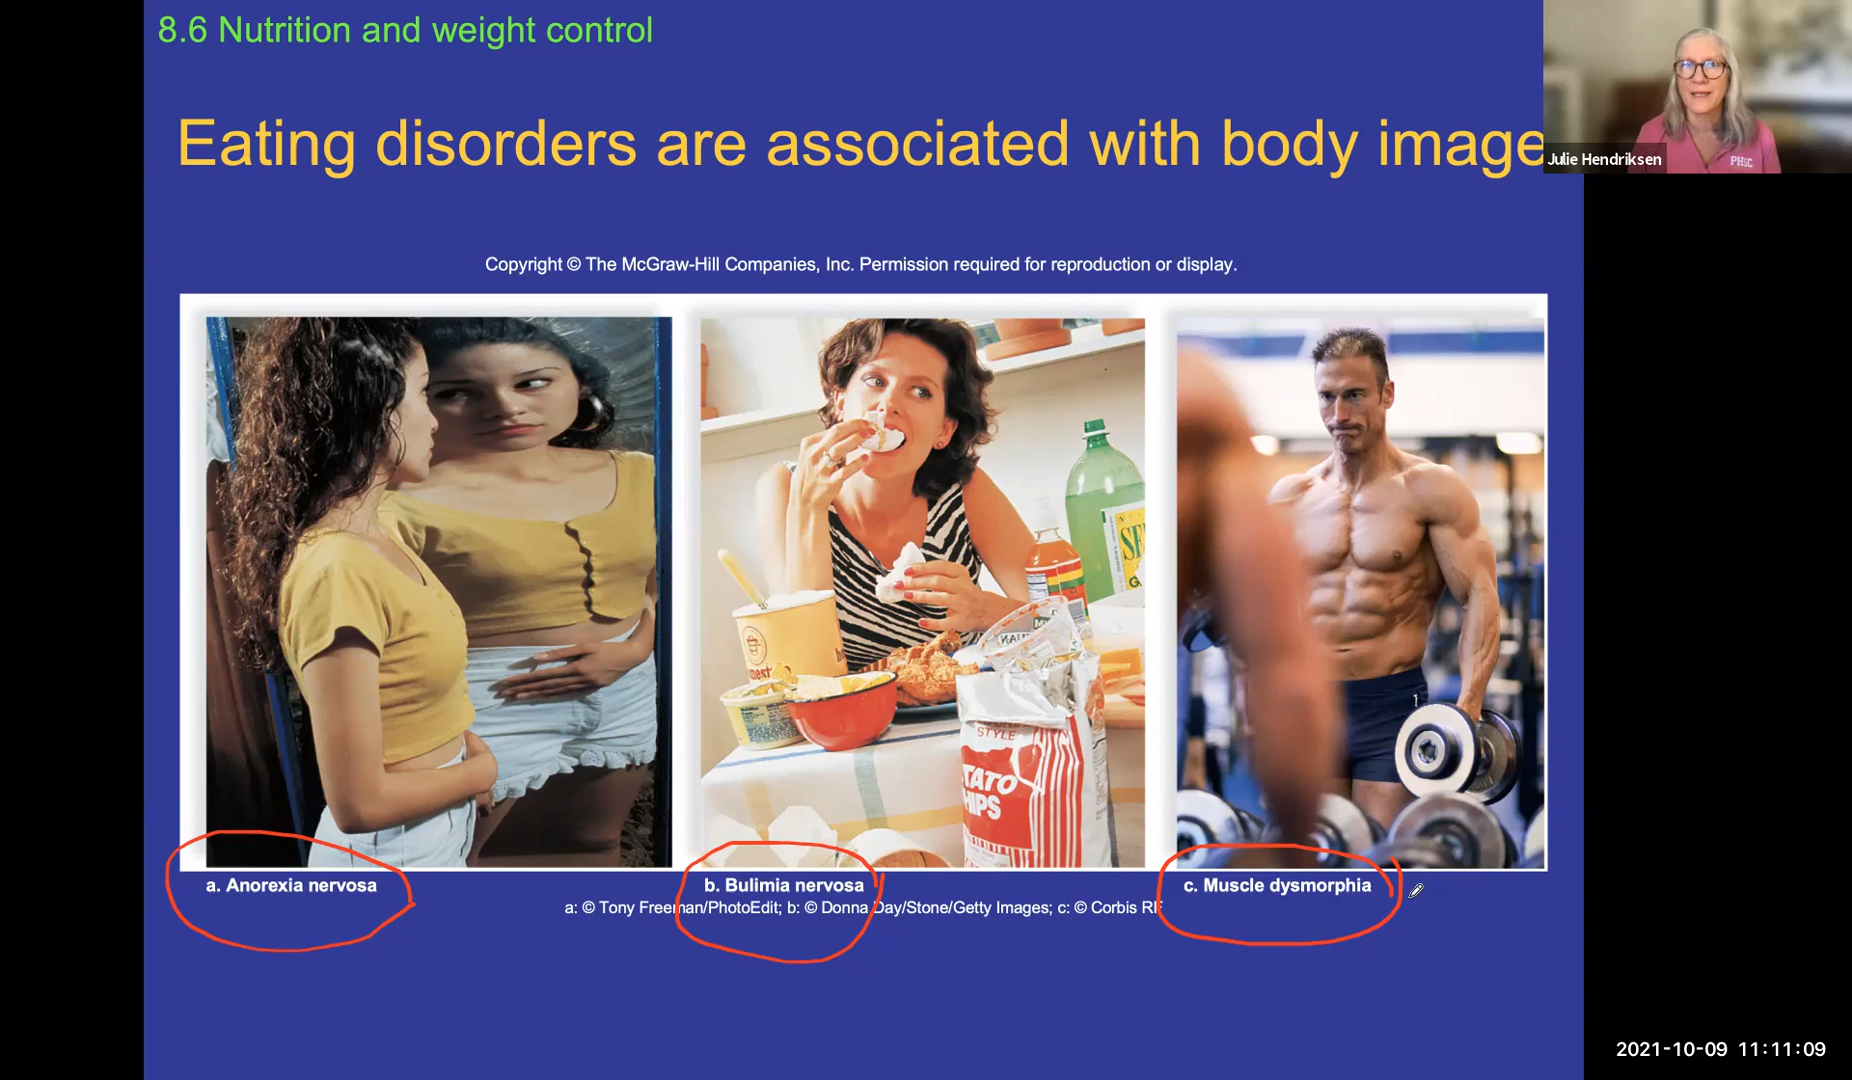 8.6 Nutrition and weight control
Eating disorders are associated with body image
Julie Hendriksen
PHSC
Copyright © The McGraw-Hill Companies, Inc. Permission required for reproduction or display.
STYLE
a. Anorexia nervosa
b. Bulimia nervosa
c. Muscle dysmorphia
a: © Tony Freeman/PhotoEdit; b: © Donna Day/Stone/Getty Images; c: © Corbis RF
2021-10-09 11:11:09